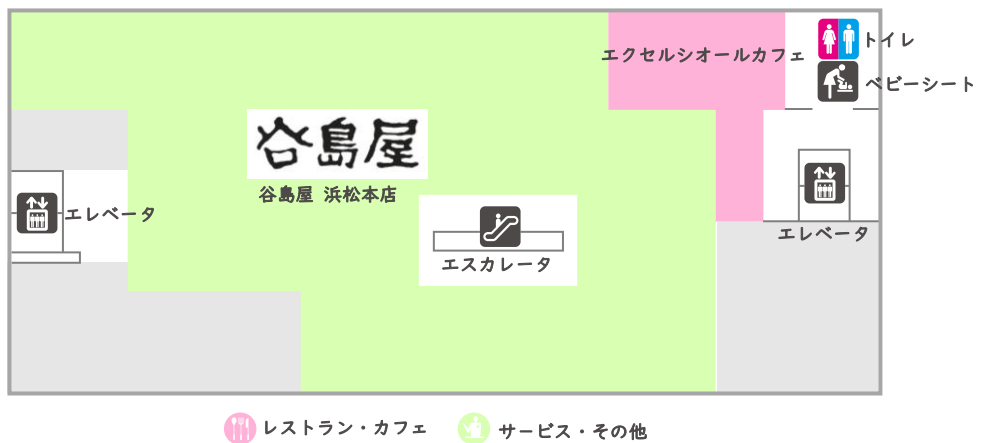 エクセルシオールカフェ
トイレ
ベビーシート
谷島屋
谷島屋 浜松本店
エレベータ
エスカレータ
エレベータ
レストラン・カフェ
サービス・その他